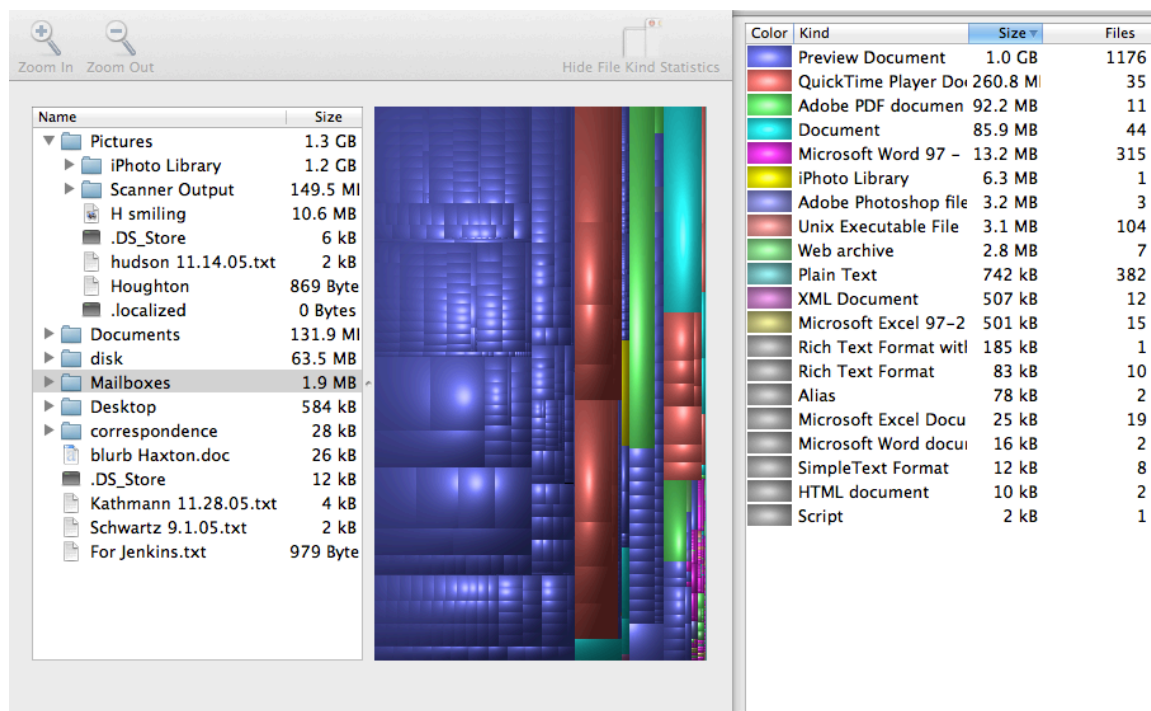 Zoom In Zoom Out
Hide File Kind Statistics
Name Size
Pictures 1.3 GB
iPhoto Library 1.2 GB
Scanner Output 149.5 MI
H smiling 10.6 MB
.DS_Store 6 kB
hudson 11.14.05.txt 2 kB
Houghton 869 Byte
.localized 0 Bytes
Documents 131.9 MI
disk 63.5 MB
Mailboxes 1.9 MB
Desktop 584 kB
correspondence 28 kB
blurb Haxton.doc 26 kB
.DS_Store 12 kB
Kathmann 11.28.05.txt 4 kB
Schwartz 9.1.05.txt 2 kB
For Jenkins.txt 979 Byte
Color Kind Size Files
Preview Document 1.0 GB 1176
QuickTime Player Do 260.8 MI 35
Adobe PDF documen 92.2 MB 11
Document 85.9 MB 44
Microsoft Word 97 – 13.2 MB 315
iPhoto Library 6.3 MB 1
Adobe Photoshop file 3.2 MB 3
Unix Executable File 3.1 MB 104
Web archive 2.8 MB 7
Plain Text 742 kB 382
XML Document 507 kB 12
Microsoft Excel 97–2 501 kB 15
Rich Text Format witl 185 kB 1
Rich Text Format 83 kB 10
Alias 78 kB 2
Microsoft Excel Docu 25 kB 19
Microsoft Word docui 16 kB 2
SimpleText Format 12 kB 8
HTML document 10 kB 2
Script 2 kB 1